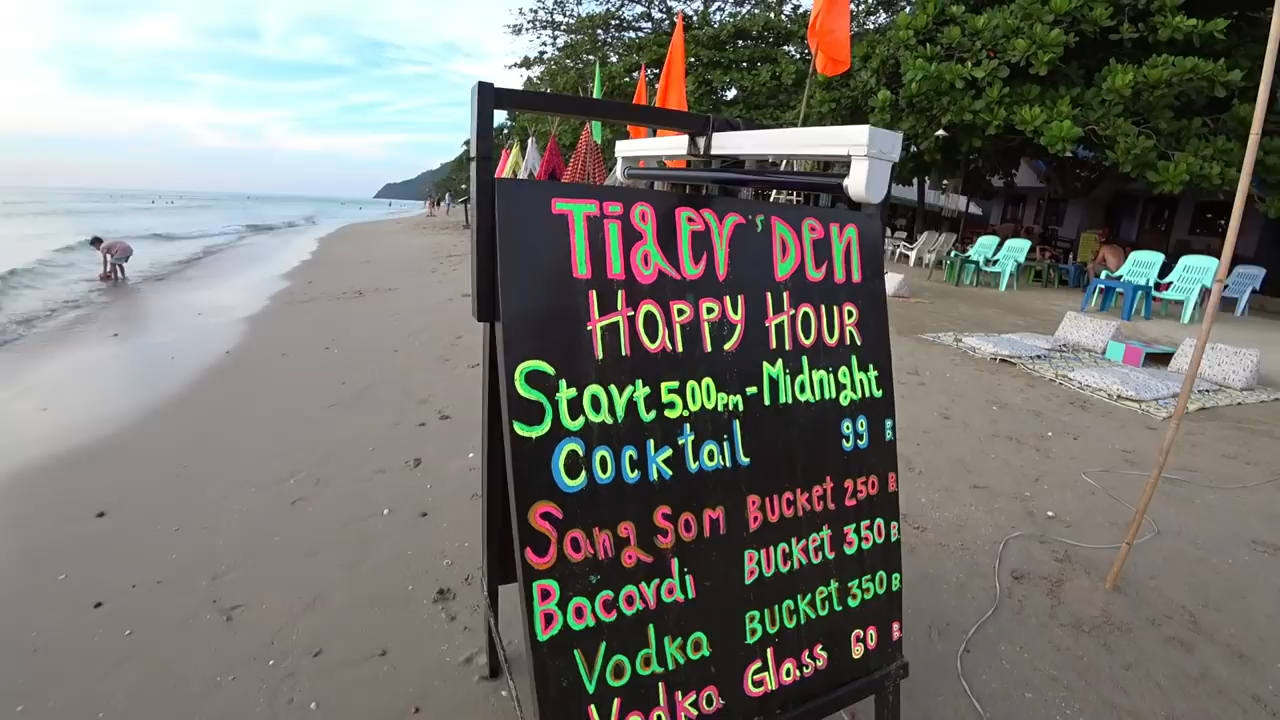 Tiger's Den
Happy Hour
Start 5.00pm - Midnight
Cocktail 99 B.
Sang Som Bucket 250 B.
Bacardi Bucket 350 B.
Vodka Bucket 350 B.
Vodka Glass 60 B.